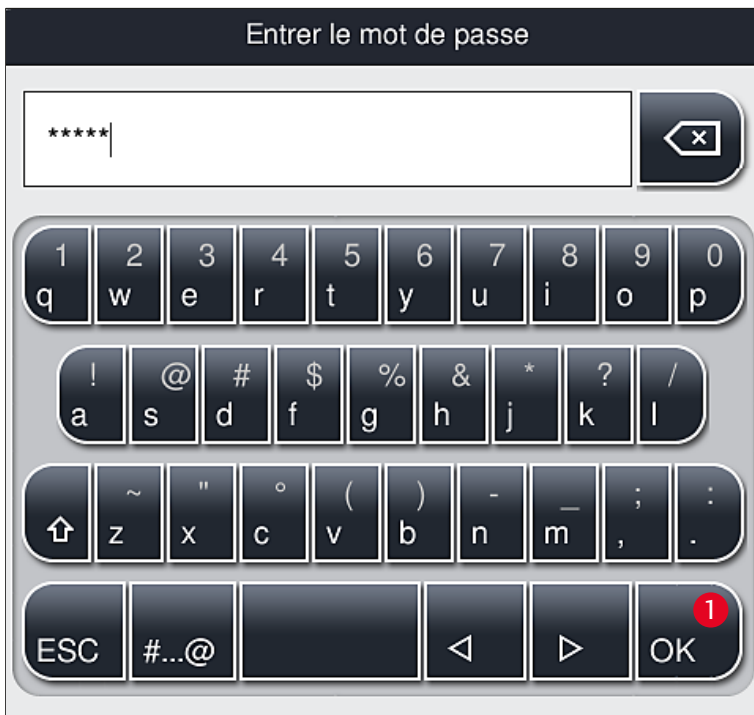 Entrer le mot de passe
*****
1 2 3 4 5 6 7 8 9 0
q w e r t y u i o p
! @ # $ % & * ? /
a s d f g h j k l
~ " ° ( ) - _ ; :
z x c v b n m , .
1
ESC #...@ OK